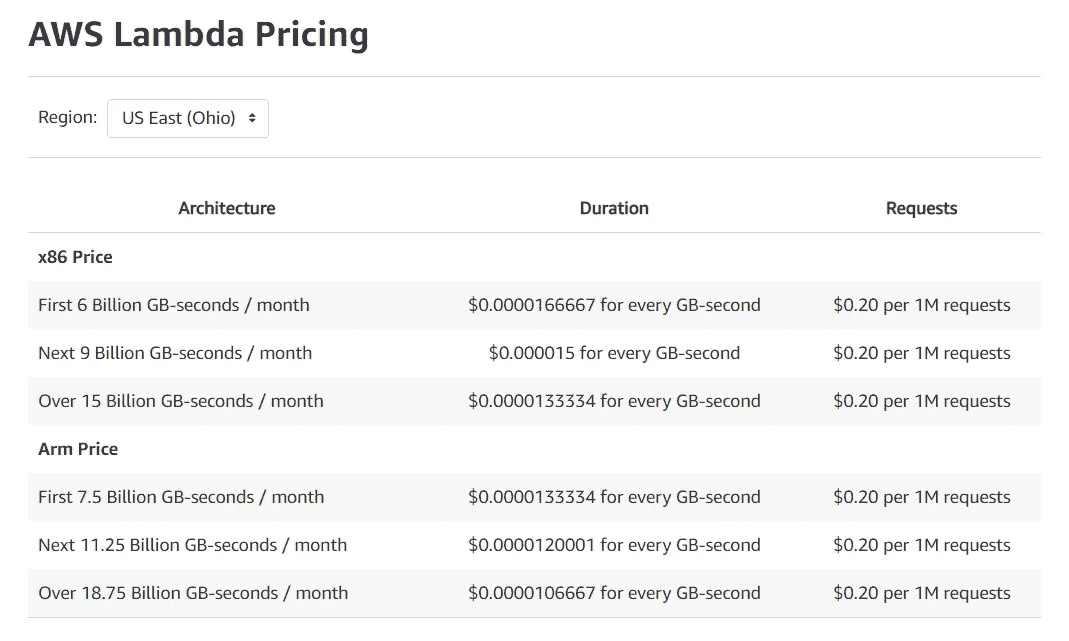 AWS Lambda Pricing
Region: US East (Ohio)
Architecture Duration Requests
x86 Price
First 6 Billion GB-seconds / month $0.0000166667 for every GB-second $0.20 per 1M requests
Next 9 Billion GB-seconds / month $0.000015 for every GB-second $0.20 per 1M requests
Over 15 Billion GB-seconds / month $0.0000133334 for every GB-second $0.20 per 1M requests
Arm Price
First 7.5 Billion GB-seconds / month $0.0000133334 for every GB-second $0.20 per 1M requests
Next 11.25 Billion GB-seconds / month $0.0000120001 for every GB-second $0.20 per 1M requests
Over 18.75 Billion GB-seconds / month $0.0000106667 for every GB-second $0.20 per 1M requests